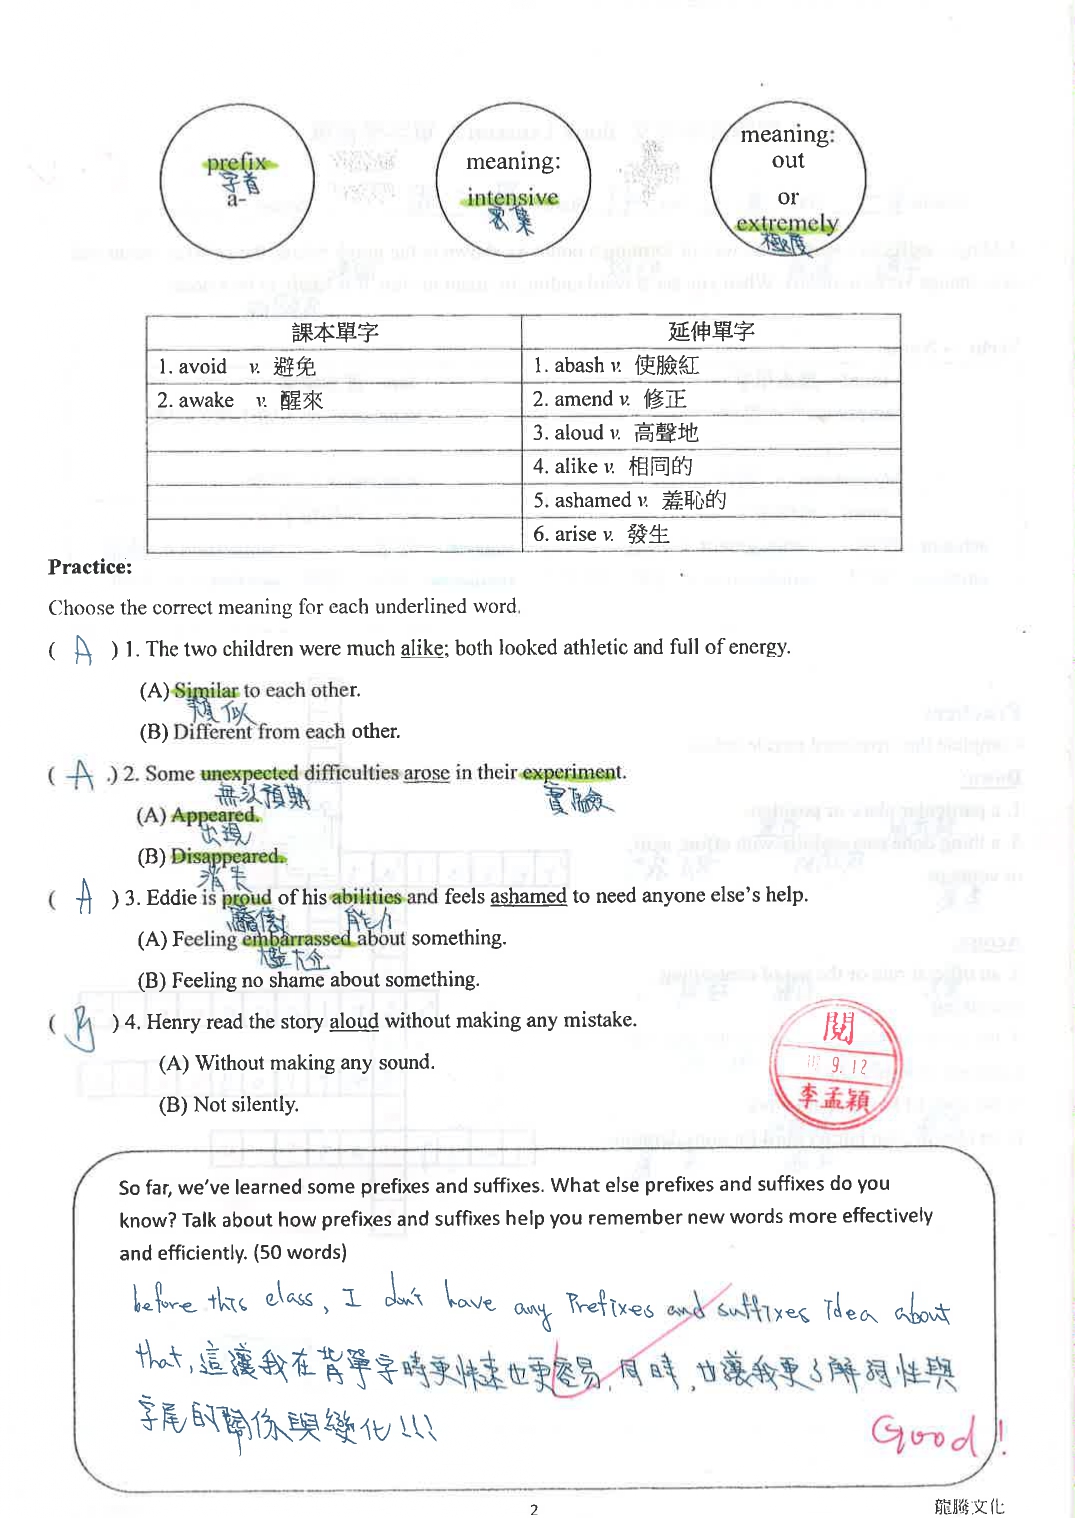 prefix
字首
a-
meaning:
intensive
密集
meaning:
out
or
extremely
極度
課本單字 延伸單字
1. avoid v. 避免 1. abash v. 使臉紅
2. awake v. 醒來 2. amend v. 修正
3. aloud v. 高聲地
4. alike v. 相同的
5. ashamed v. 羞恥的
6. arise v. 發生
Practice:
Choose the correct meaning for each underlined word.
( A ) 1. The two children were much alike; both looked athletic and full of energy.
(A) Similar to each other.
類似
(B) Different from each other.
( A ) 2. Some unexpected difficulties arose in their experiment.
無法預期 實驗
(A) Appeared.
出現
(B) Disappeared.
消失
( A ) 3. Eddie is proud of his abilities and feels ashamed to need anyone else's help.
驕傲 能力
(A) Feeling embarrassed about something.
尷尬
(B) Feeling no shame about something.
( B ) 4. Henry read the story aloud without making any mistake.
(A) Without making any sound.
(B) Not silently.
閱
9.12
李孟穎
So far, we've learned some prefixes and suffixes. What else prefixes and suffixes do you
know? Talk about how prefixes and suffixes help you remember new words more effectively
and efficiently. (50 words)
before this class, I don't have any Prefixes and suffixes idea about
that, 這讓我在背單字時更快速也更容易, 同時, 也讓我更了解詞性與
字尾的關係與變化!!!
Good!
2
龍騰文化